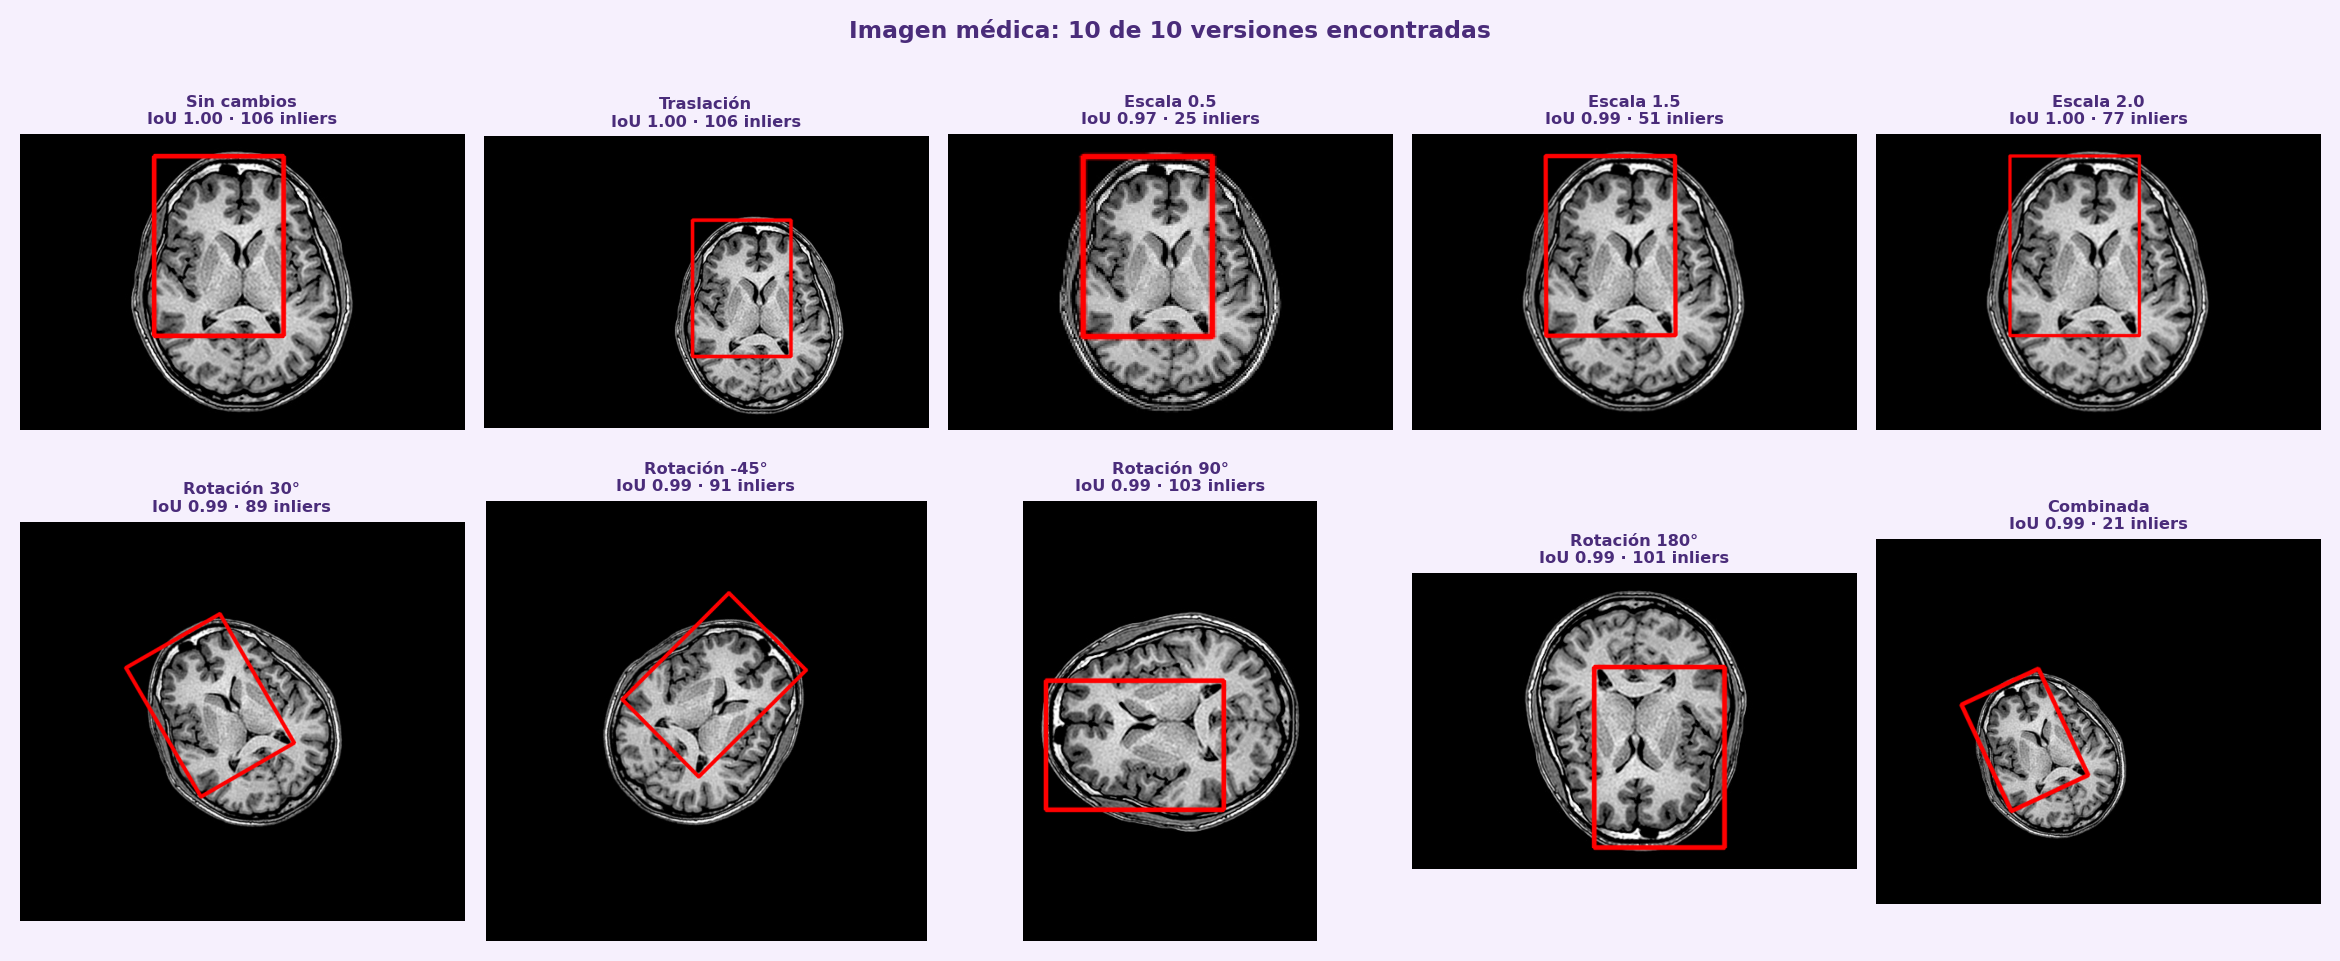 Imagen médica: 10 de 10 versiones encontradas
Sin cambios
IoU 1.00 · 106 inliers
Traslación
IoU 1.00 · 106 inliers
Escala 0.5
IoU 0.97 · 25 inliers
Escala 1.5
IoU 0.99 · 51 inliers
Escala 2.0
IoU 1.00 · 77 inliers
Rotación 30°
IoU 0.99 · 89 inliers
Rotación -45°
IoU 0.99 · 91 inliers
Rotación 90°
IoU 0.99 · 103 inliers
Rotación 180°
IoU 0.99 · 101 inliers
Combinada
IoU 0.99 · 21 inliers